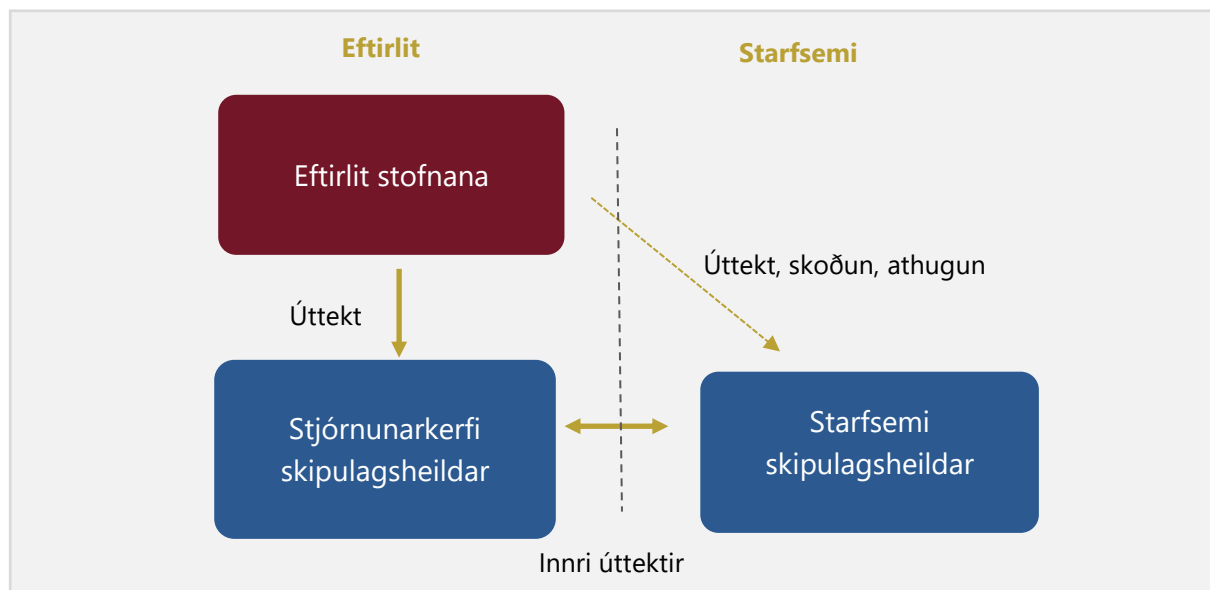 Eftirlit
Starfsemi
Eftirlit stofnana
Úttekt, skoðun, athugun
Úttekt
Stjórnunarkerfi
skipulagsheildar
Starfsemi
skipulagsheildar
Innri úttektir